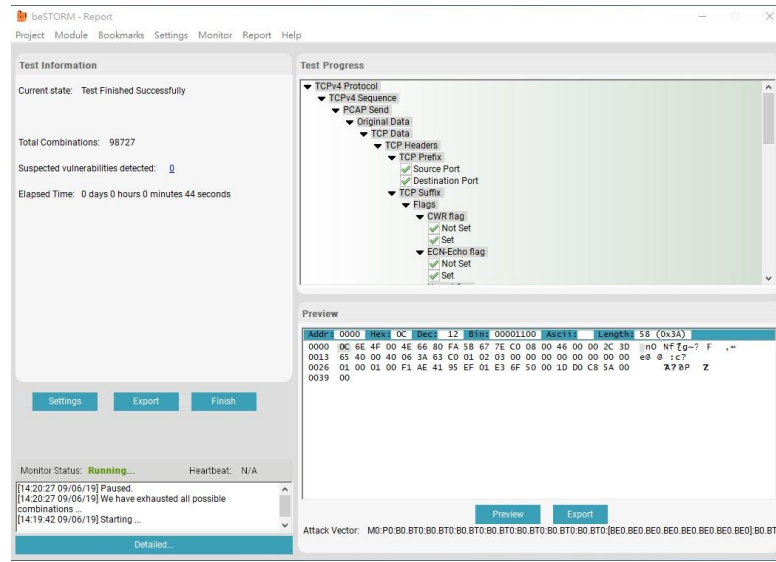 beSTORM - Report
Project Module Bookmarks Settings Monitor Report Help
Test Information
Current state: Test Finished Successfully
Total Combinations: 98727
Suspected vulnerabilities detected: 0
Elapsed Time: 0 days 0 hours 0 minutes 44 seconds
Settings Export Finish
Monitor Status: Running... Heartbeat: N/A
[14:20:27 09/06/19] Paused.
[14:20:27 09/06/19] We have exhausted all possible
combinations ...
[14:19:42 09/06/19] Starting ...
Detailed...
Test Progress
TCPv4 Protocol
TCPv4 Sequence
PCAP Send
Original Data
TCP Data
TCP Headers
TCP Prefix
Source Port
Destination Port
TCP Suffix
Flags
CWR flag
Not Set
Set
ECN-Echo flag
Not Set
Set
Preview
Addr: 0000 Hex: 0C Dec: 12 Bin: 00001100 Ascii: Length: 58 (0x3A)
0000 0C 6E 4F 00 4E 66 80 FA 5B 67 7E C0 08 00 46 00 00 2C 3D
0013 65 40 00 40 06 3A 63 C0 01 02 03 00 00 00 00 00 00 00 00
0026 01 00 01 00 F1 AE 41 95 EF 01 E3 6F 50 00 1D D0 C8 5A 00
0039 00
Preview Export
Attack Vector: M0:P0:B0.BT0:B0.BT0:B0.BT0:B0.BT0:B0.BT0:B0.BT0:B0.BT0:[BE0.BE0.BE0.BE0.BE0.BE0.BE0.BE0]:B0.BT